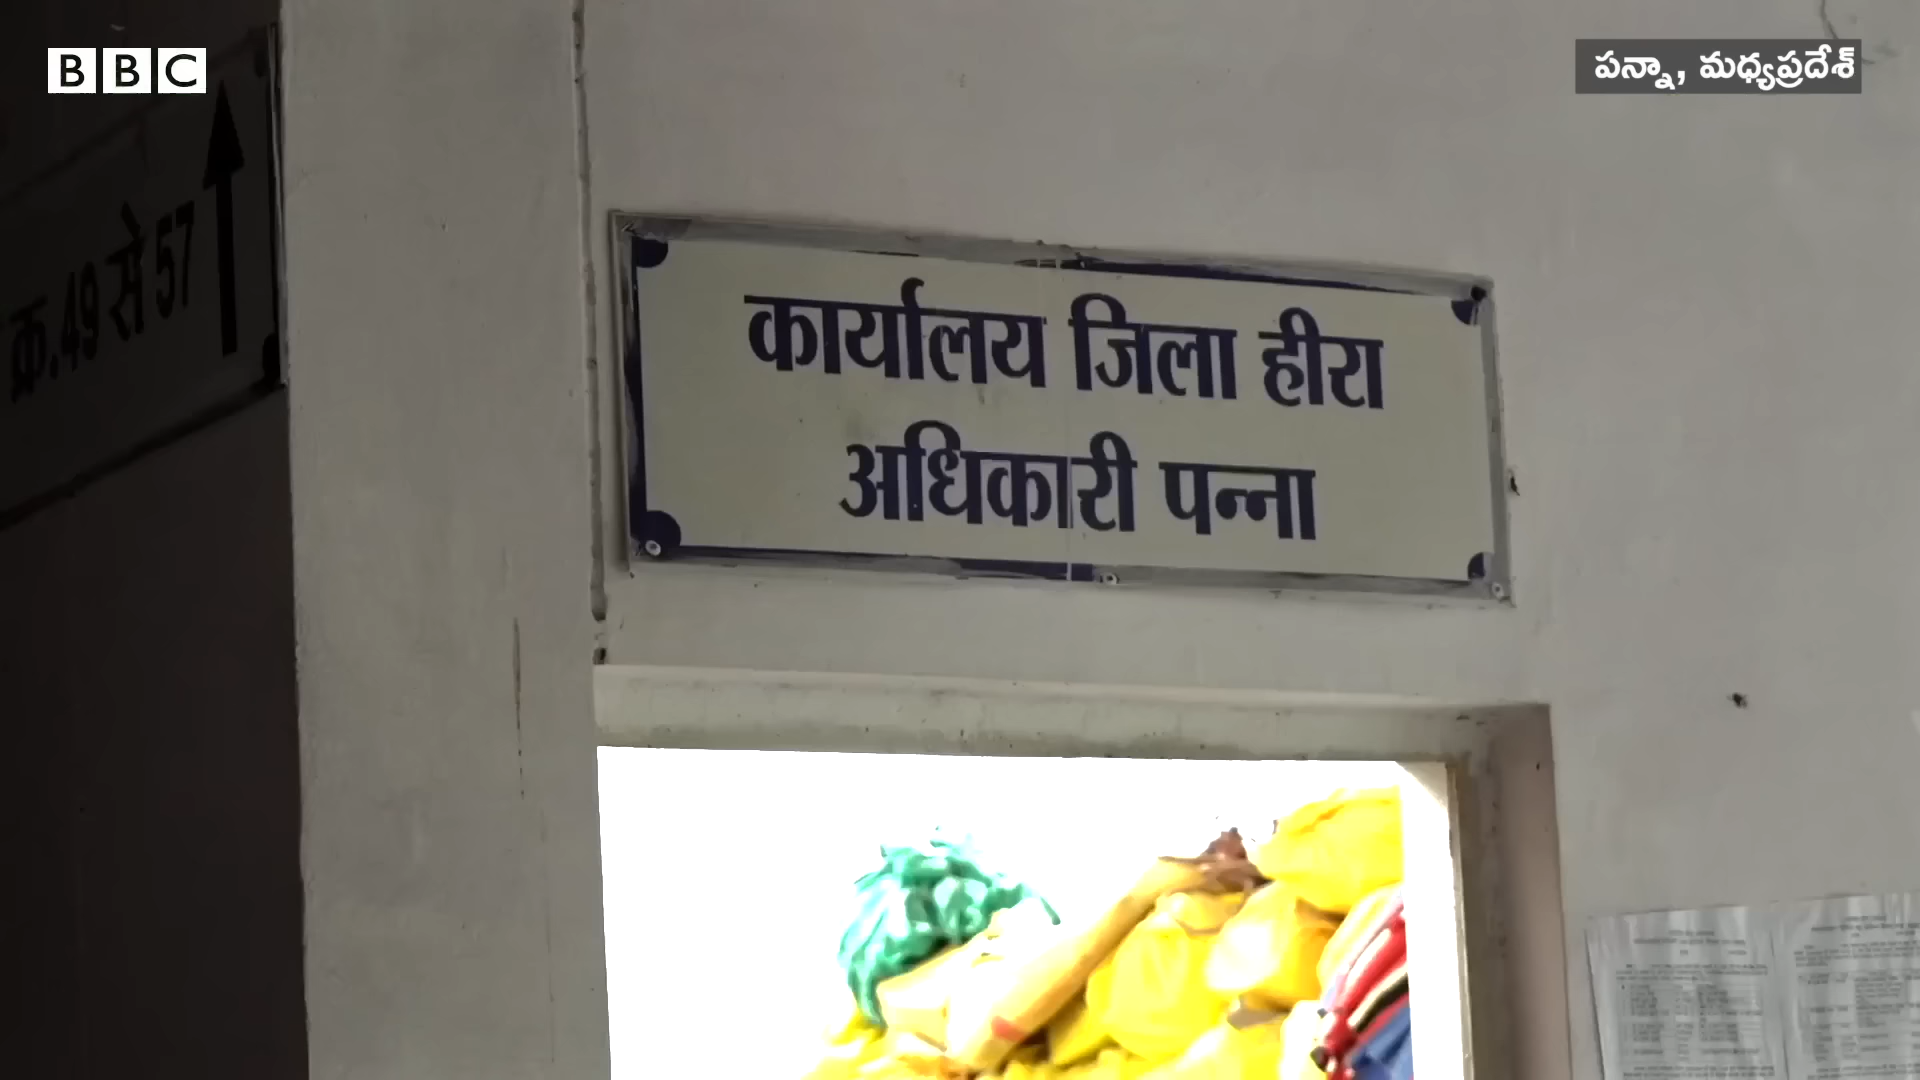 BBC
పన్నా, మధ్యప్రదేశ్
क्र.49 से 57
कार्यालय जिला हीरा
अधिकारी पन्ना